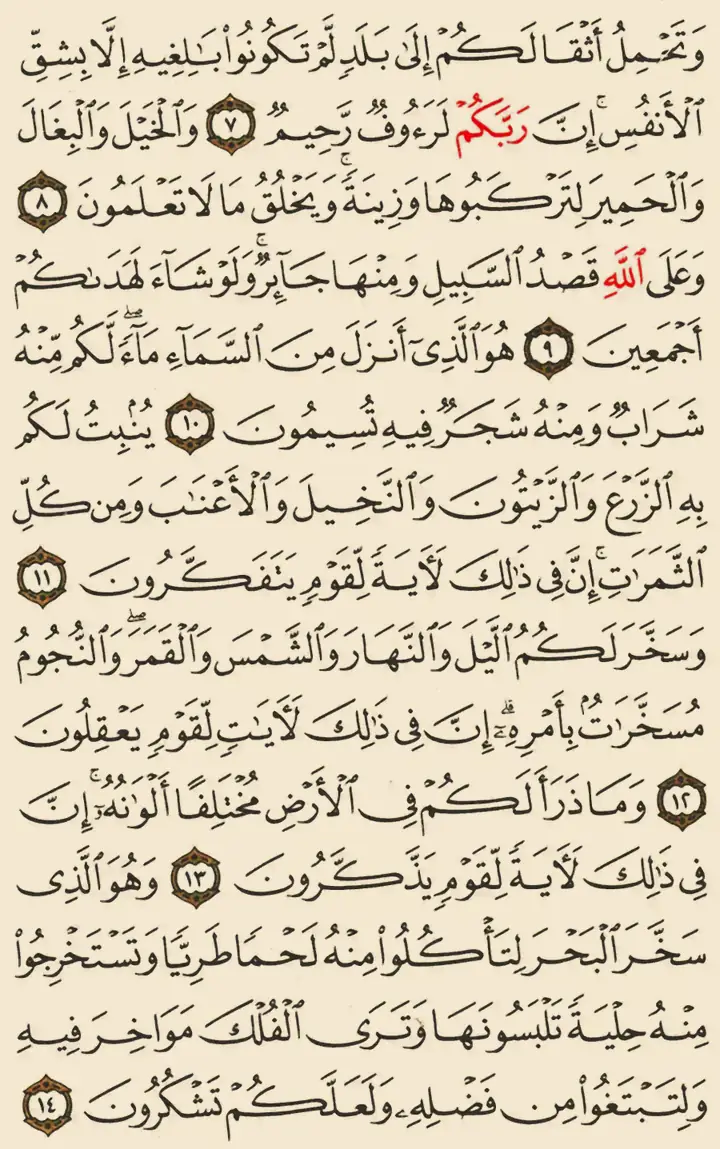 وَتَحْمِلُ أَثْقَالَكُمْ إِلَىٰ بَلَدٍ لَّمْ تَكُونُوا۟ بَـٰلِغِيهِ إِلَّا بِشِقِّ
ٱلْأَنفُسِ ۚ إِنَّ رَبَّكُمْ لَرَءُوفٌ رَّحِيمٌ ٧ وَٱلْخَيْلَ وَٱلْبِغَالَ
وَٱلْحَمِيرَ لِتَرْكَبُوهَا وَزِينَةً ۚ وَيَخْلُقُ مَا لَا تَعْلَمُونَ ٨
وَعَلَى ٱللَّهِ قَصْدُ ٱلسَّبِيلِ وَمِنْهَا جَآئِرٌ ۚ وَلَوْ شَآءَ لَهَدَىٰكُمْ
أَجْمَعِينَ ٩ هُوَ ٱلَّذِىٓ أَنزَلَ مِنَ ٱلسَّمَآءِ مَآءً ۖ لَّكُم مِّنْهُ
شَرَابٌ وَمِنْهُ شَجَرٌ فِيهِ تُسِيمُونَ ١٠ يُنۢبِتُ لَكُم
بِهِ ٱلزَّرْعَ وَٱلزَّيْتُونَ وَٱلنَّخِيلَ وَٱلْأَعْنَـٰبَ وَمِن كُلِّ
ٱلثَّمَرَٰتِ ۚ إِنَّ فِى ذَٰلِكَ لَـَٔايَةً لِّقَوْمٍ يَتَفَكَّرُونَ ١١
وَسَخَّرَ لَكُمُ ٱلَّيْلَ وَٱلنَّهَارَ وَٱلشَّمْسَ وَٱلْقَمَرَ ۖ وَٱلنُّجُومُ
مُسَخَّرَٰتٌۢ بِأَمْرِهِۦٓ ۗ إِنَّ فِى ذَٰلِكَ لَـَٔايَـٰتٍ لِّقَوْمٍ يَعْقِلُونَ
١٢ وَمَا ذَرَأَ لَكُمْ فِى ٱلْأَرْضِ مُخْتَلِفًا أَلْوَٰنُهُۥٓ ۚ إِنَّ
فِى ذَٰلِكَ لَـَٔايَةً لِّقَوْمٍ يَذَّكَّرُونَ ١٣ وَهُوَ ٱلَّذِى
سَخَّرَ ٱلْبَحْرَ لِتَأْكُلُوا۟ مِنْهُ لَحْمًا طَرِيًّا وَتَسْتَخْرِجُوا۟
مِنْهُ حِلْيَةً تَلْبَسُونَهَا وَتَرَى ٱلْفُلْكَ مَوَاخِرَ فِيهِ
وَلِتَبْتَغُوا۟ مِن فَضْلِهِۦ وَلَعَلَّكُمْ تَشْكُرُونَ ١٤